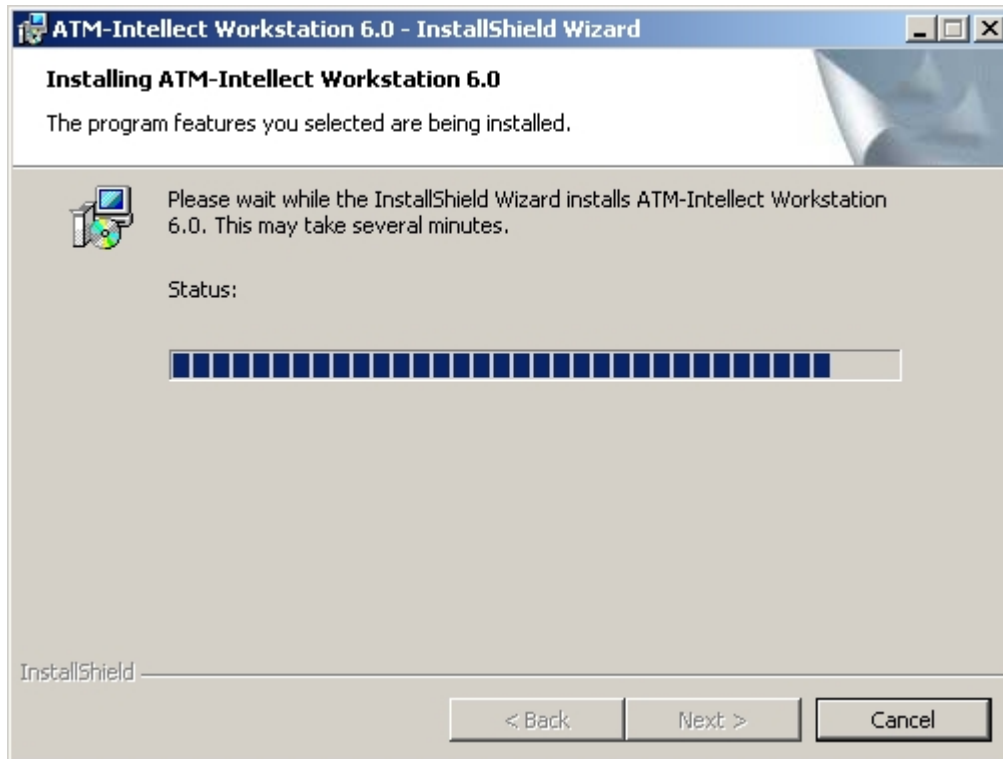 ATM-Intellect Workstation 6.0 - InstallShield Wizard
Installing ATM-Intellect Workstation 6.0
The program features you selected are being installed.
Please wait while the InstallShield Wizard installs ATM-Intellect Workstation
6.0. This may take several minutes.
Status:
InstallShield
< Back
Next >
Cancel